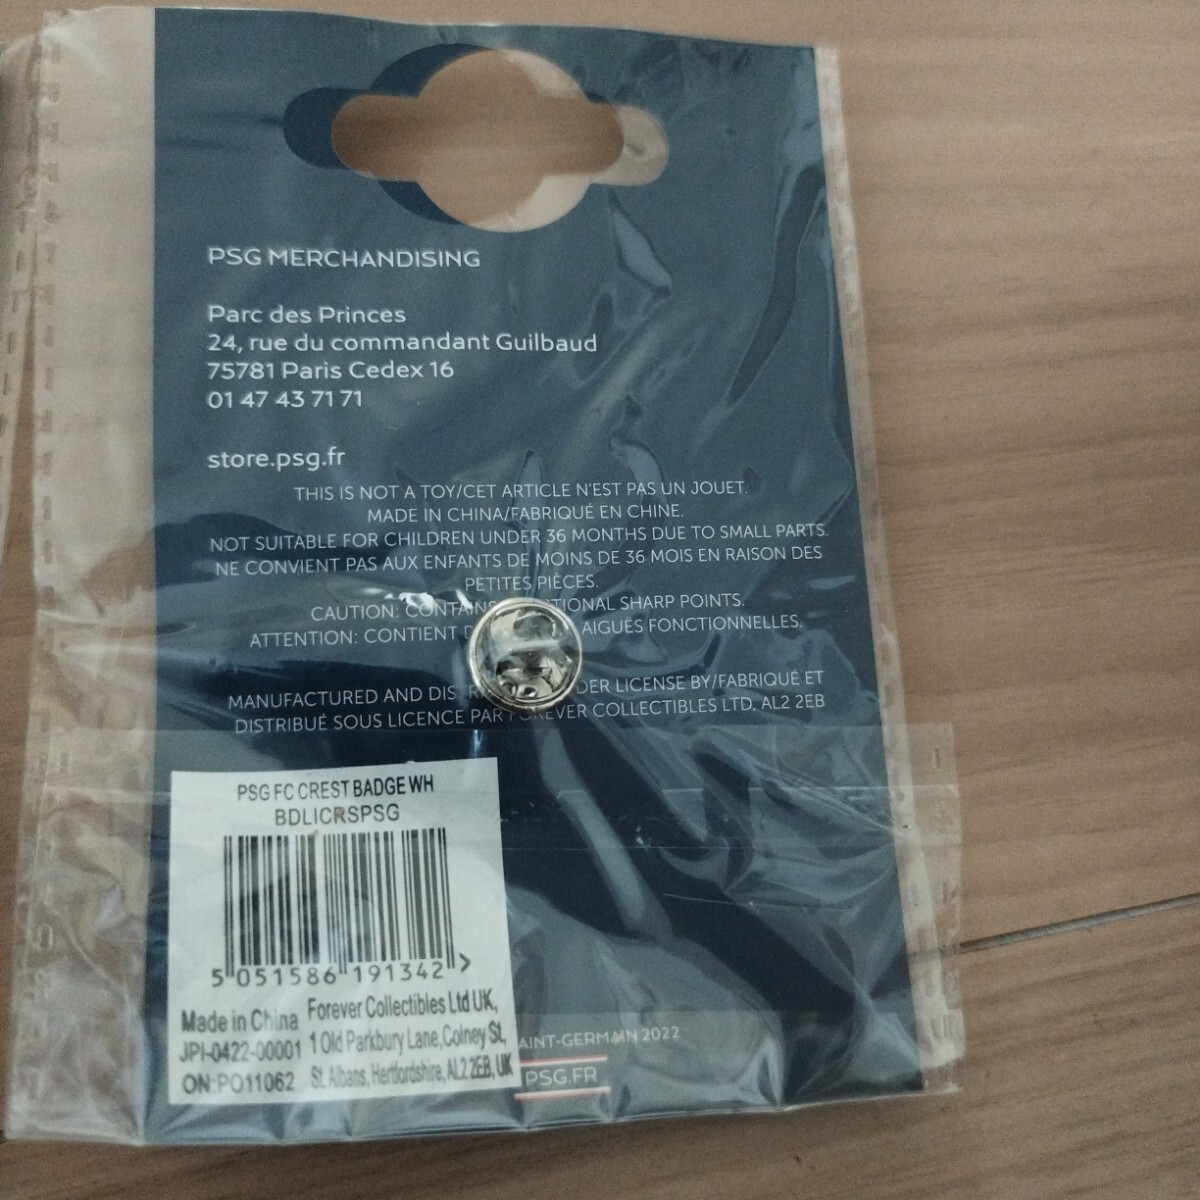 PSG MERCHANDISING
Parc des Princes
24, rue du commandant Guilbaud
75781 Paris Cedex 16
01 47 43 71 71
store.psg.fr
THIS IS NOT A TOY/CET ARTICLE N'EST PAS UN JOUET.
MADE IN CHINA/FABRIQUÉ EN CHINE.
NOT SUITABLE FOR CHILDREN UNDER 36 MONTHS DUE TO SMALL PARTS.
NE CONVIENT PAS AUX ENFANTS DE MOINS DE 36 MOIS EN RAISON DES
PETITES PIÈCES.
CAUTION: CONTAINS SHARP POINTS.
ATTENTION: CONTIENT AIGUËS FONCTIONNELLES.
MANUFACTURED AND LICENSE BY/FABRIQUÉ ET
DISTRIBUÉ SOUS LICENCE PAR FOREVER COLLECTIBLES LTD, AL2 2EB
PSG FC CREST BADGE WH
BDLICRSPSG
5 051586 191342 >
Made in China
JPI-0422-00001
ON:PO11062
Forever Collectibles Ltd UK,
1 Old Parkbury Lane, Colney St,
St. Albans, Hertfordshire, AL2 2EB, UK
AINT-GERMAIN 2022
PSG.FR